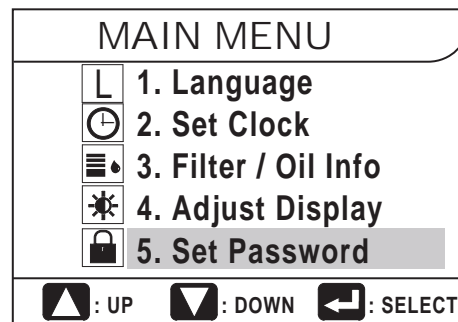 MAIN MENU
L 1. Language
2. Set Clock
3. Filter / Oil Info
4. Adjust Display
5. Set Password
: UP : DOWN : SELECT